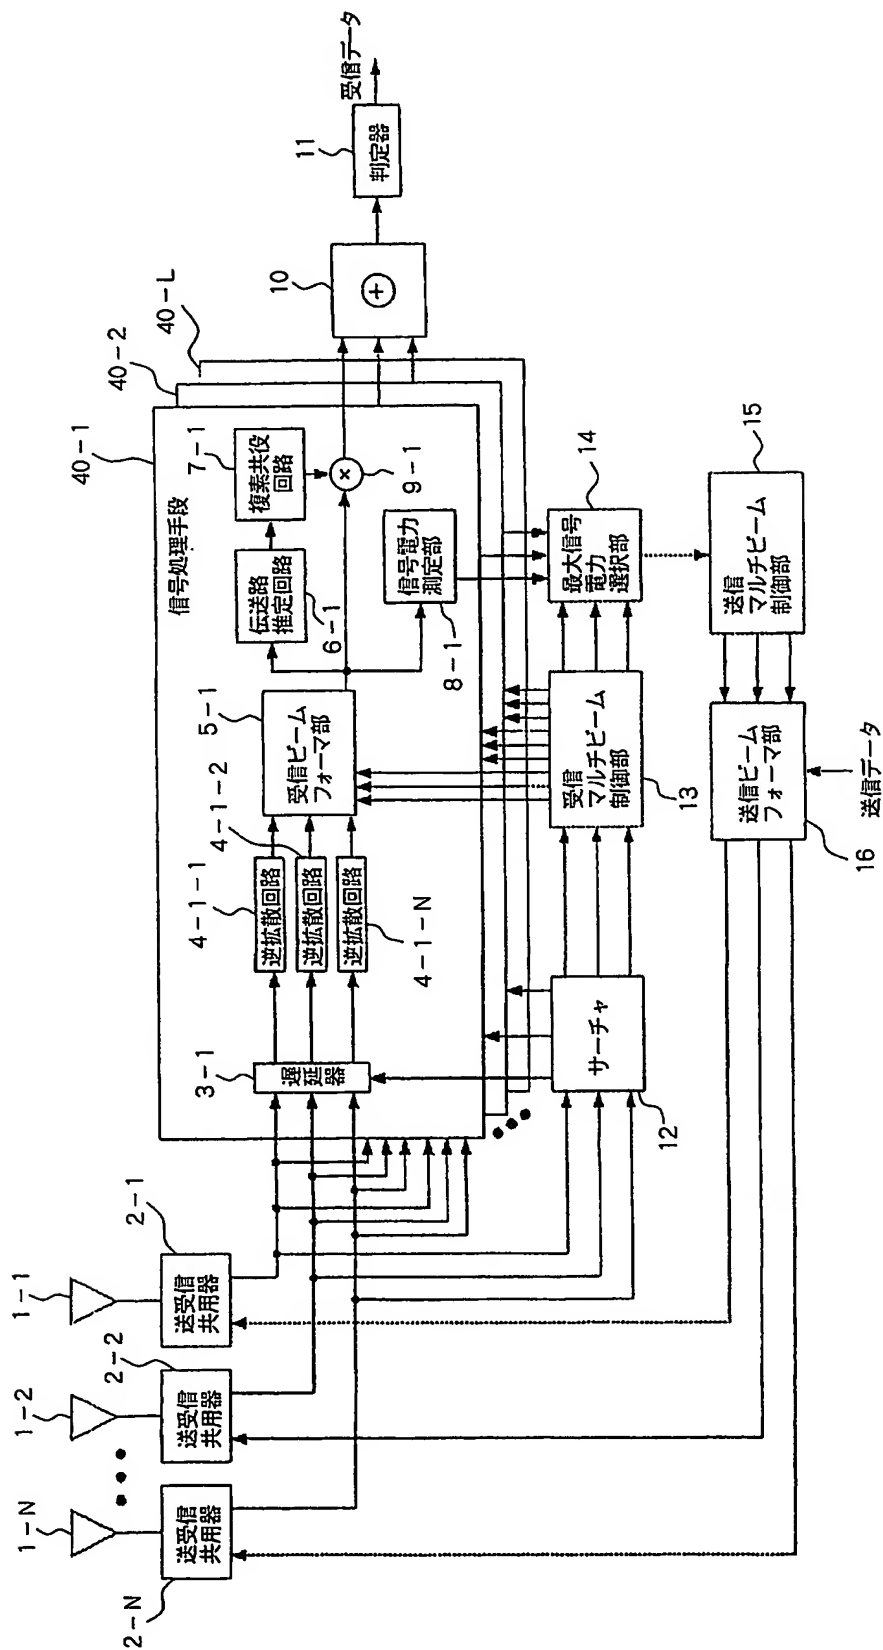 1-1
1-2
1-N
2-1
2-2
2-N
送受信
共用器
送受信
共用器
送受信
共用器
40-1
40-2
40-L
信号処理手段
3-1
遅延器
4-1-1
4-1-2
4-1-N
逆拡散回路
逆拡散回路
逆拡散回路
5-1
受信ビーム
フォーマ部
伝送路
推定回路
6-1
7-1
複素共役
回路
信号電力
測定部
8-1
×
9-1
10
+
11
判定器
受信データ
サーチャ
12
受信
マルチビーム
制御部
13
14
最大信号
電力
選択部
15
送信
マルチビーム
制御部
送信ビーム
フォーマ部
16
送信データ